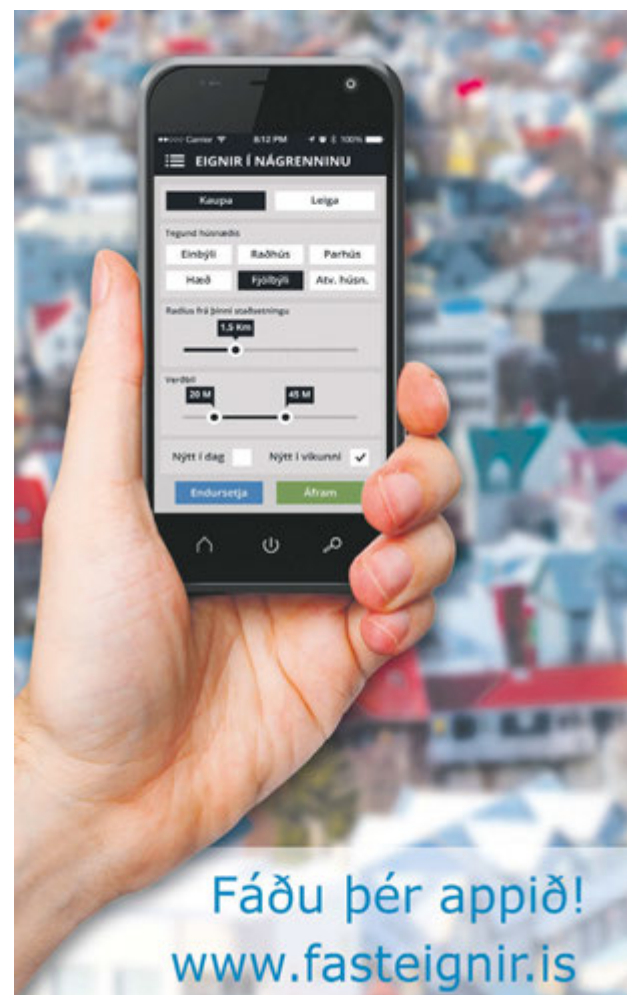 Carrier 8:12 PM 100%
EIGNIR Í NÁGRENNINU
Kaupa Leiga
Tegund húsnæðis
Einbýli Raðhús Parhús
Hæð Fjölbýli Atv. húsn.
Radíus frá þinni staðsetningu
1,5 Km
Verðbil
20 M 45 M
Nýtt í dag Nýtt í vikunni
Endursetja Áfram
Fáðu þér appið!
www.fasteignir.is